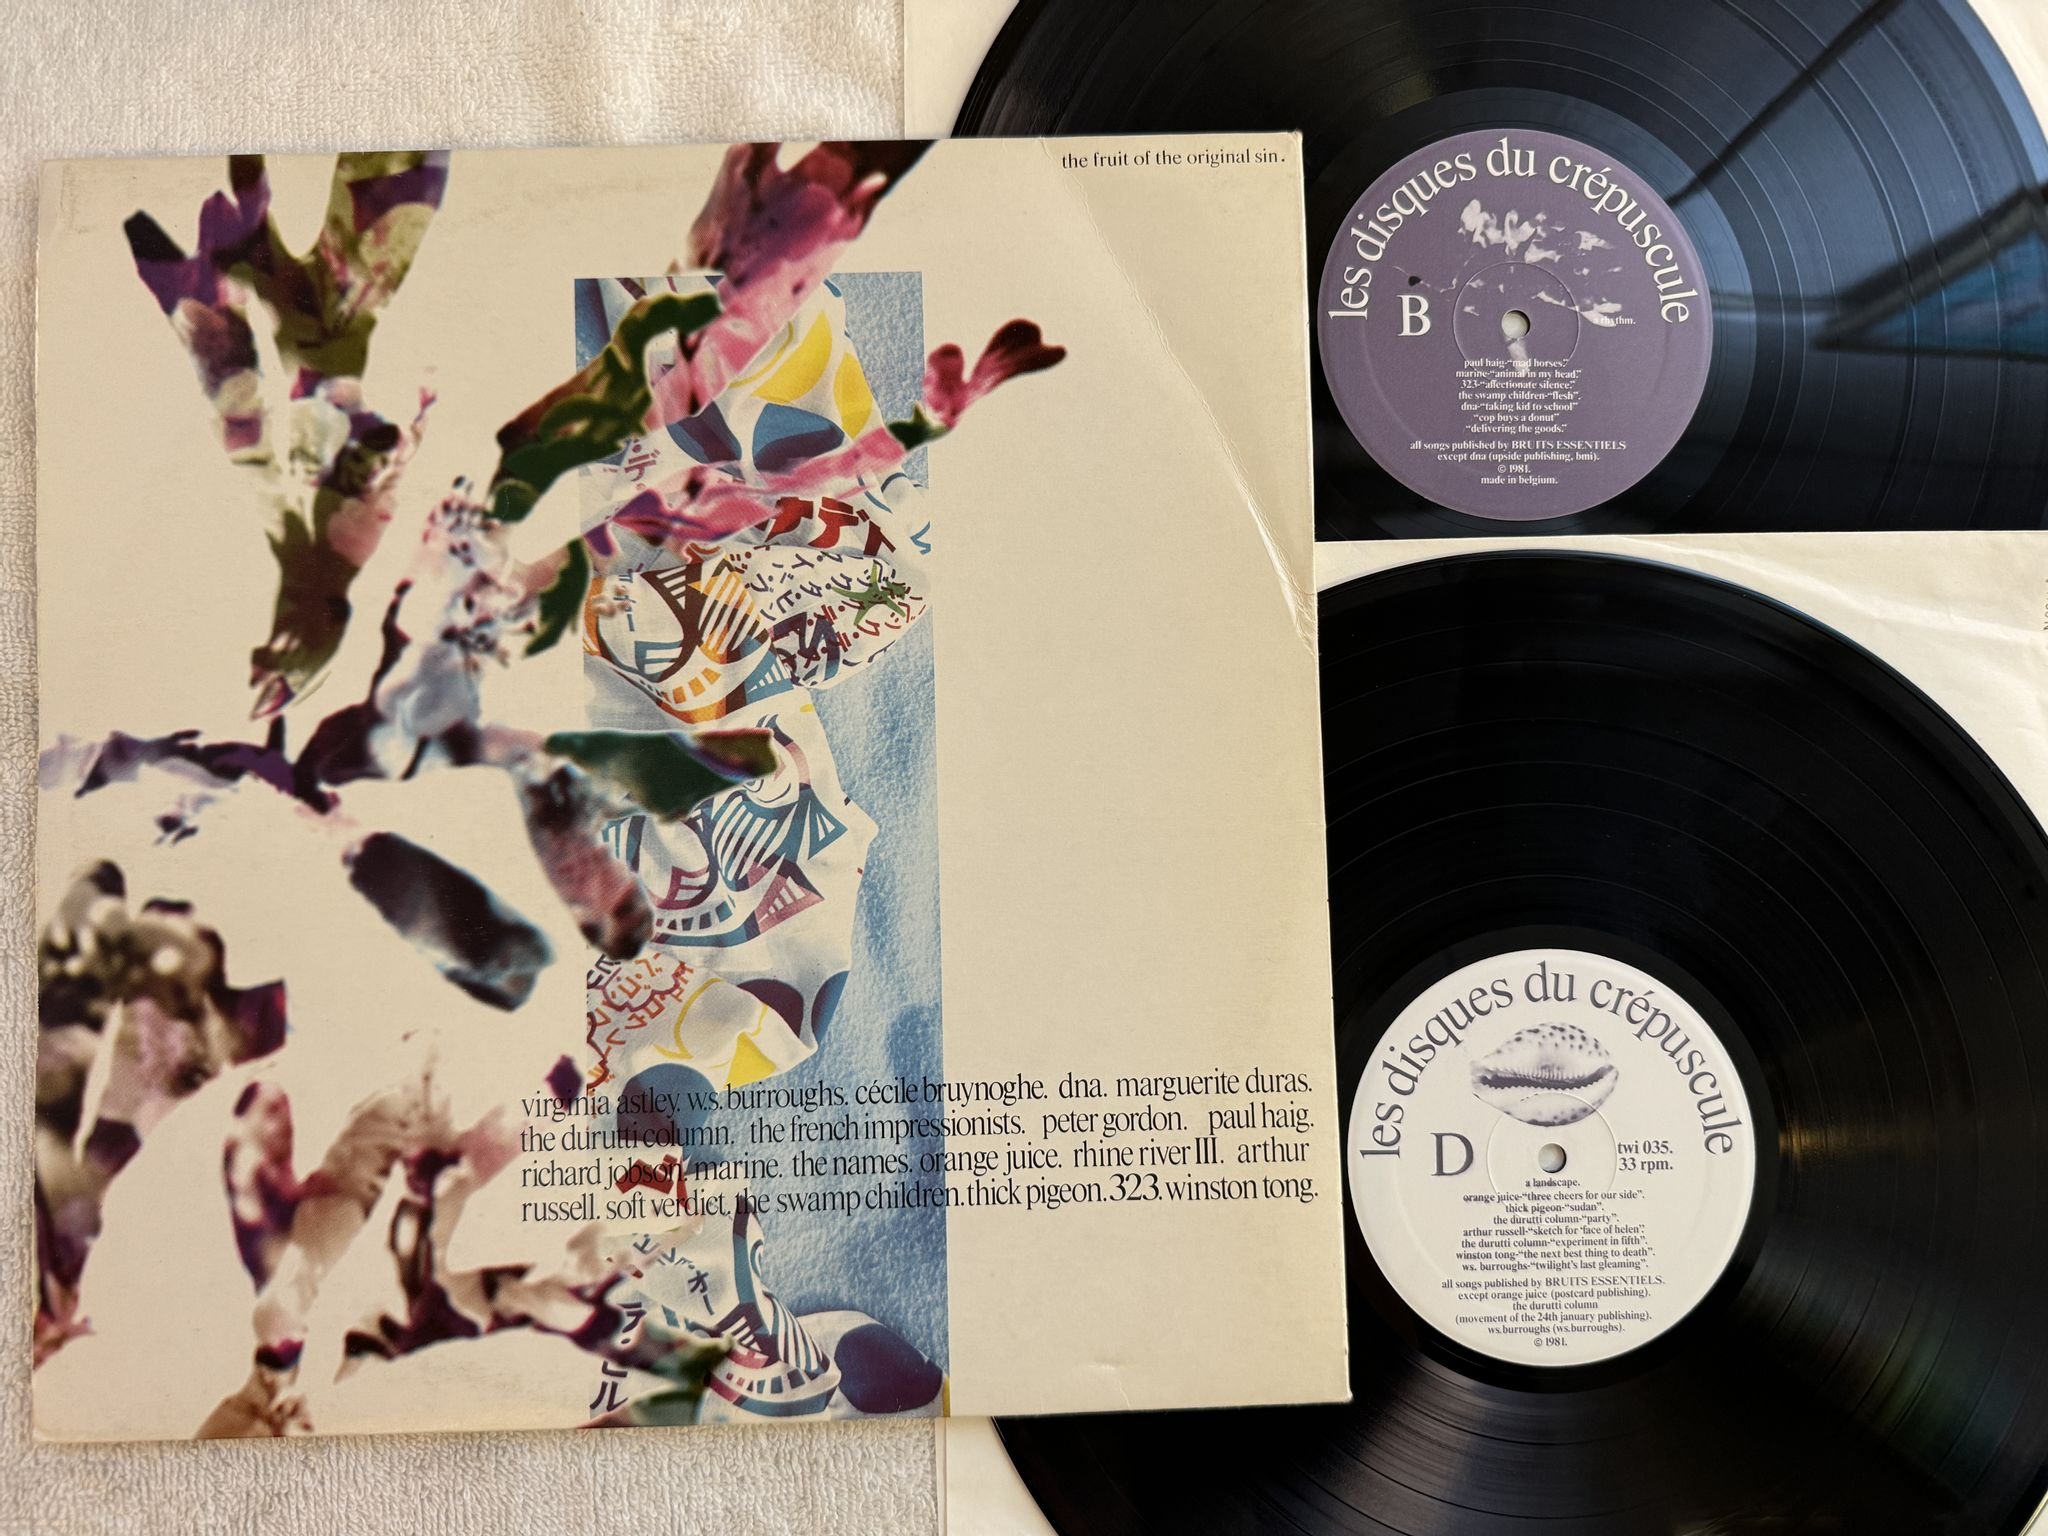 the fruit of the original sin.
virginia astley. w.s. burroughs. cécile bruynoghe. dna. marguerite duras.
the durutti column. the french impressionists. peter gordon. paul haig.
richard jobson. marine. the names. orange juice. rhine river III. arthur
russell. soft verdict. the swamp children. thick pigeon. 323. winston tong.
les disques du crépuscule
B
a rhythm.
paul haig-"mad horses."
marine-"animal in my head."
323-"affectionate silence."
the swamp children-"flesh".
dna-"taking kid to school"
"cop buys a donut"
"delivering the goods."
all songs published by BRUITS ESSENTIELS
except dna (upside publishing, bmi).
© 1981.
made in belgium.
les disques du crépuscule
D
twi 035.
33 rpm.
a landscape.
orange juice-"three cheers for our side".
thick pigeon-"sudan".
the durutti column-"party".
arthur russell-"sketch for 'face of helen'.
the durutti column-"experiment in fifth".
winston tong-"the next best thing to death".
ws. burroughs-"twilight's last gleaming".
all songs published by BRUITS ESSENTIELS.
except orange juice (postcard publishing).
the durutti column
(movement of the 24th january publishing).
ws.burroughs (ws.burroughs).
© 1981.